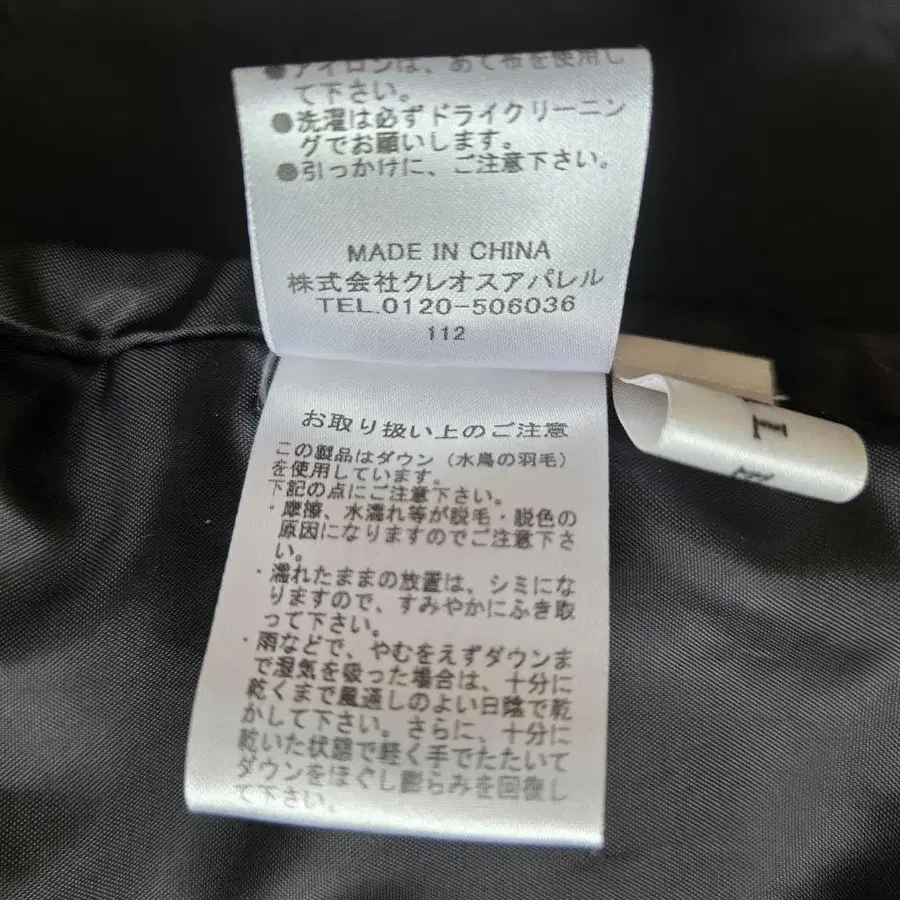 ●アイロンは、あて布を使用し
て下さい。
●洗濯は必ずドライクリーニン
グでお願いします。
●引っかけに、ご注意下さい。
MADE IN CHINA
株式会社クレオスアパレル
TEL.0120-506036
112
お取り扱い上のご注意
この製品はダウン（水鳥の羽毛）
を使用しています。
下記の点にご注意下さい。
・摩擦、水濡れ等が脱毛・脱色の
原因になりますのでご注意下さ
い。
・濡れたままの放置は、シミにな
りますので、すみやかにふき取
って下さい。
・雨などで、やむをえずダウンま
で湿気を吸った場合は、十分に
乾くまで風通しのよい日陰で乾
かして下さい。さらに、十分に
乾いた状態で軽く手でたたいて
ダウンをほぐし膨らみを回復し
て下さい。